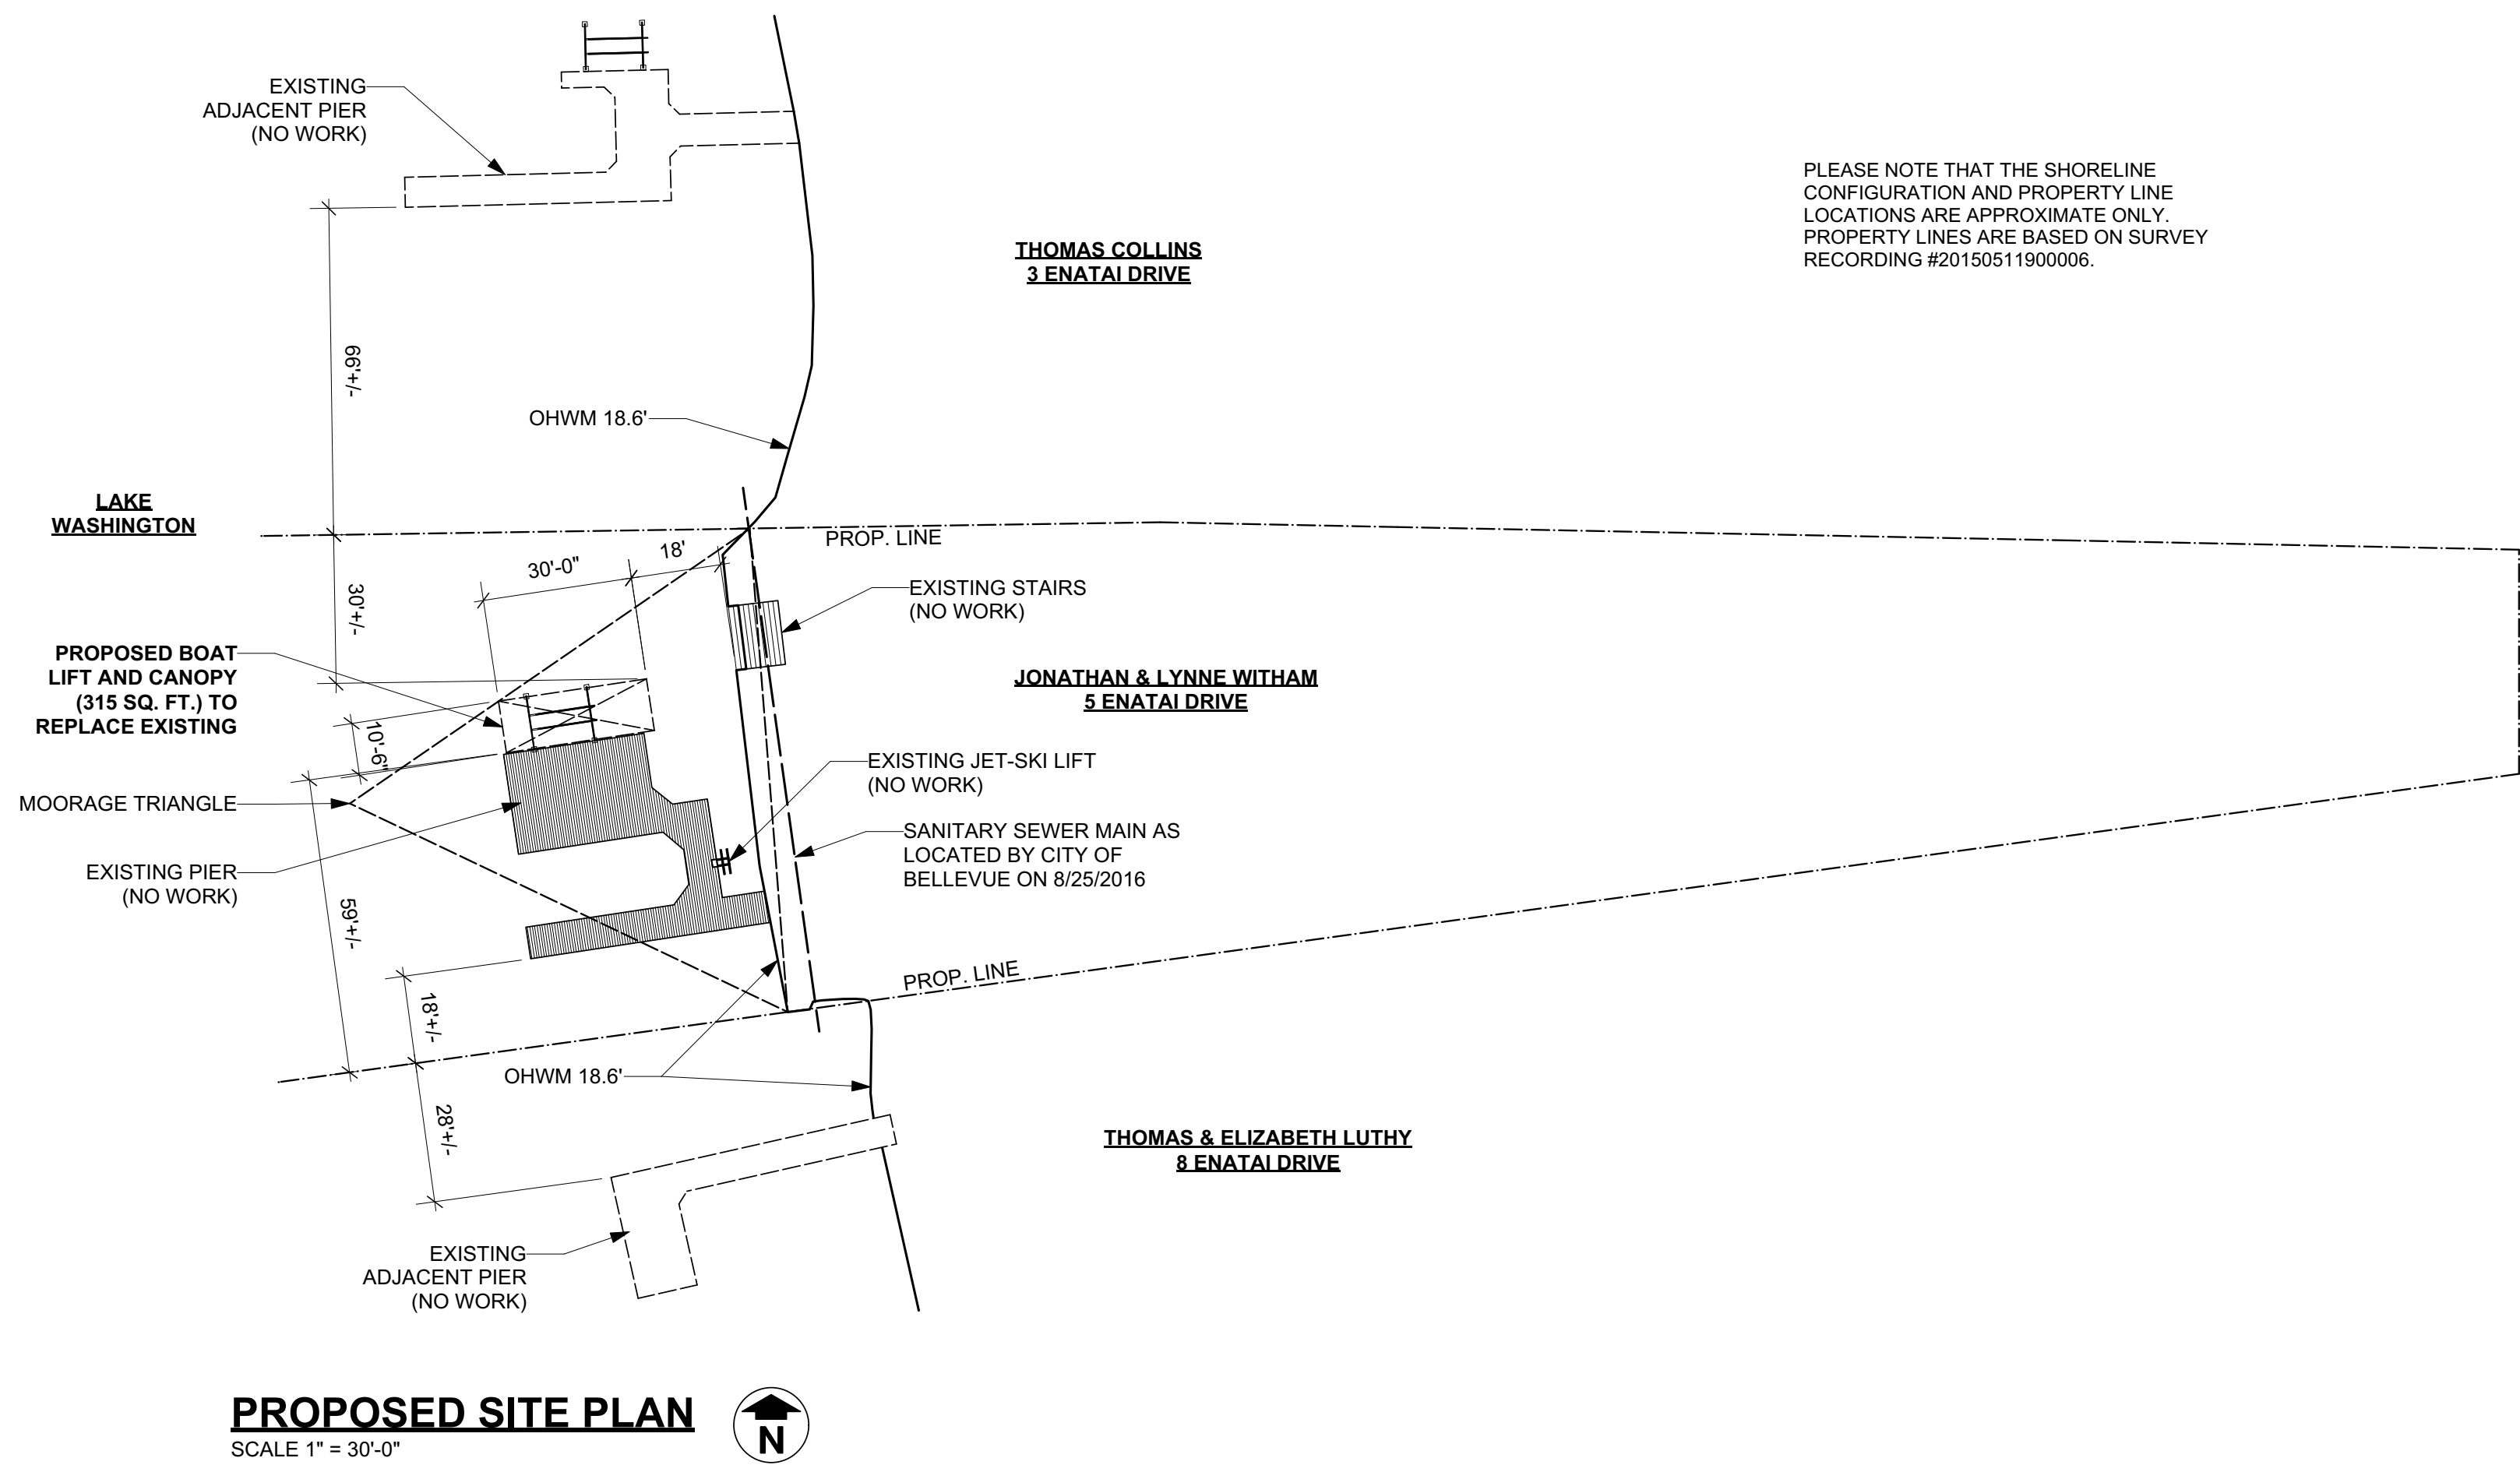 EXISTING
ADJACENT PIER
(NO WORK)
PLEASE NOTE THAT THE SHORELINE
CONFIGURATION AND PROPERTY LINE
LOCATIONS ARE APPROXIMATE ONLY.
PROPERTY LINES ARE BASED ON SURVEY
RECORDING #20150511900006.
THOMAS COLLINS
3 ENATAI DRIVE
66'+/-
OHWM 18.6'
LAKE
WASHINGTON
PROP. LINE
18'
30'-0"
30'+/-
EXISTING STAIRS
(NO WORK)
PROPOSED BOAT
LIFT AND CANOPY
(315 SQ. FT.) TO
REPLACE EXISTING
JONATHAN & LYNNE WITHAM
5 ENATAI DRIVE
10'-6"
EXISTING JET-SKI LIFT
(NO WORK)
MOORAGE TRIANGLE
SANITARY SEWER MAIN AS
LOCATED BY CITY OF
BELLEVUE ON 8/25/2016
EXISTING PIER
(NO WORK)
59'+/-
PROP. LINE
18'+/-
OHWM 18.6'
28'+/-
THOMAS & ELIZABETH LUTHY
8 ENATAI DRIVE
EXISTING
ADJACENT PIER
(NO WORK)
PROPOSED SITE PLAN
SCALE 1" = 30'-0"
N